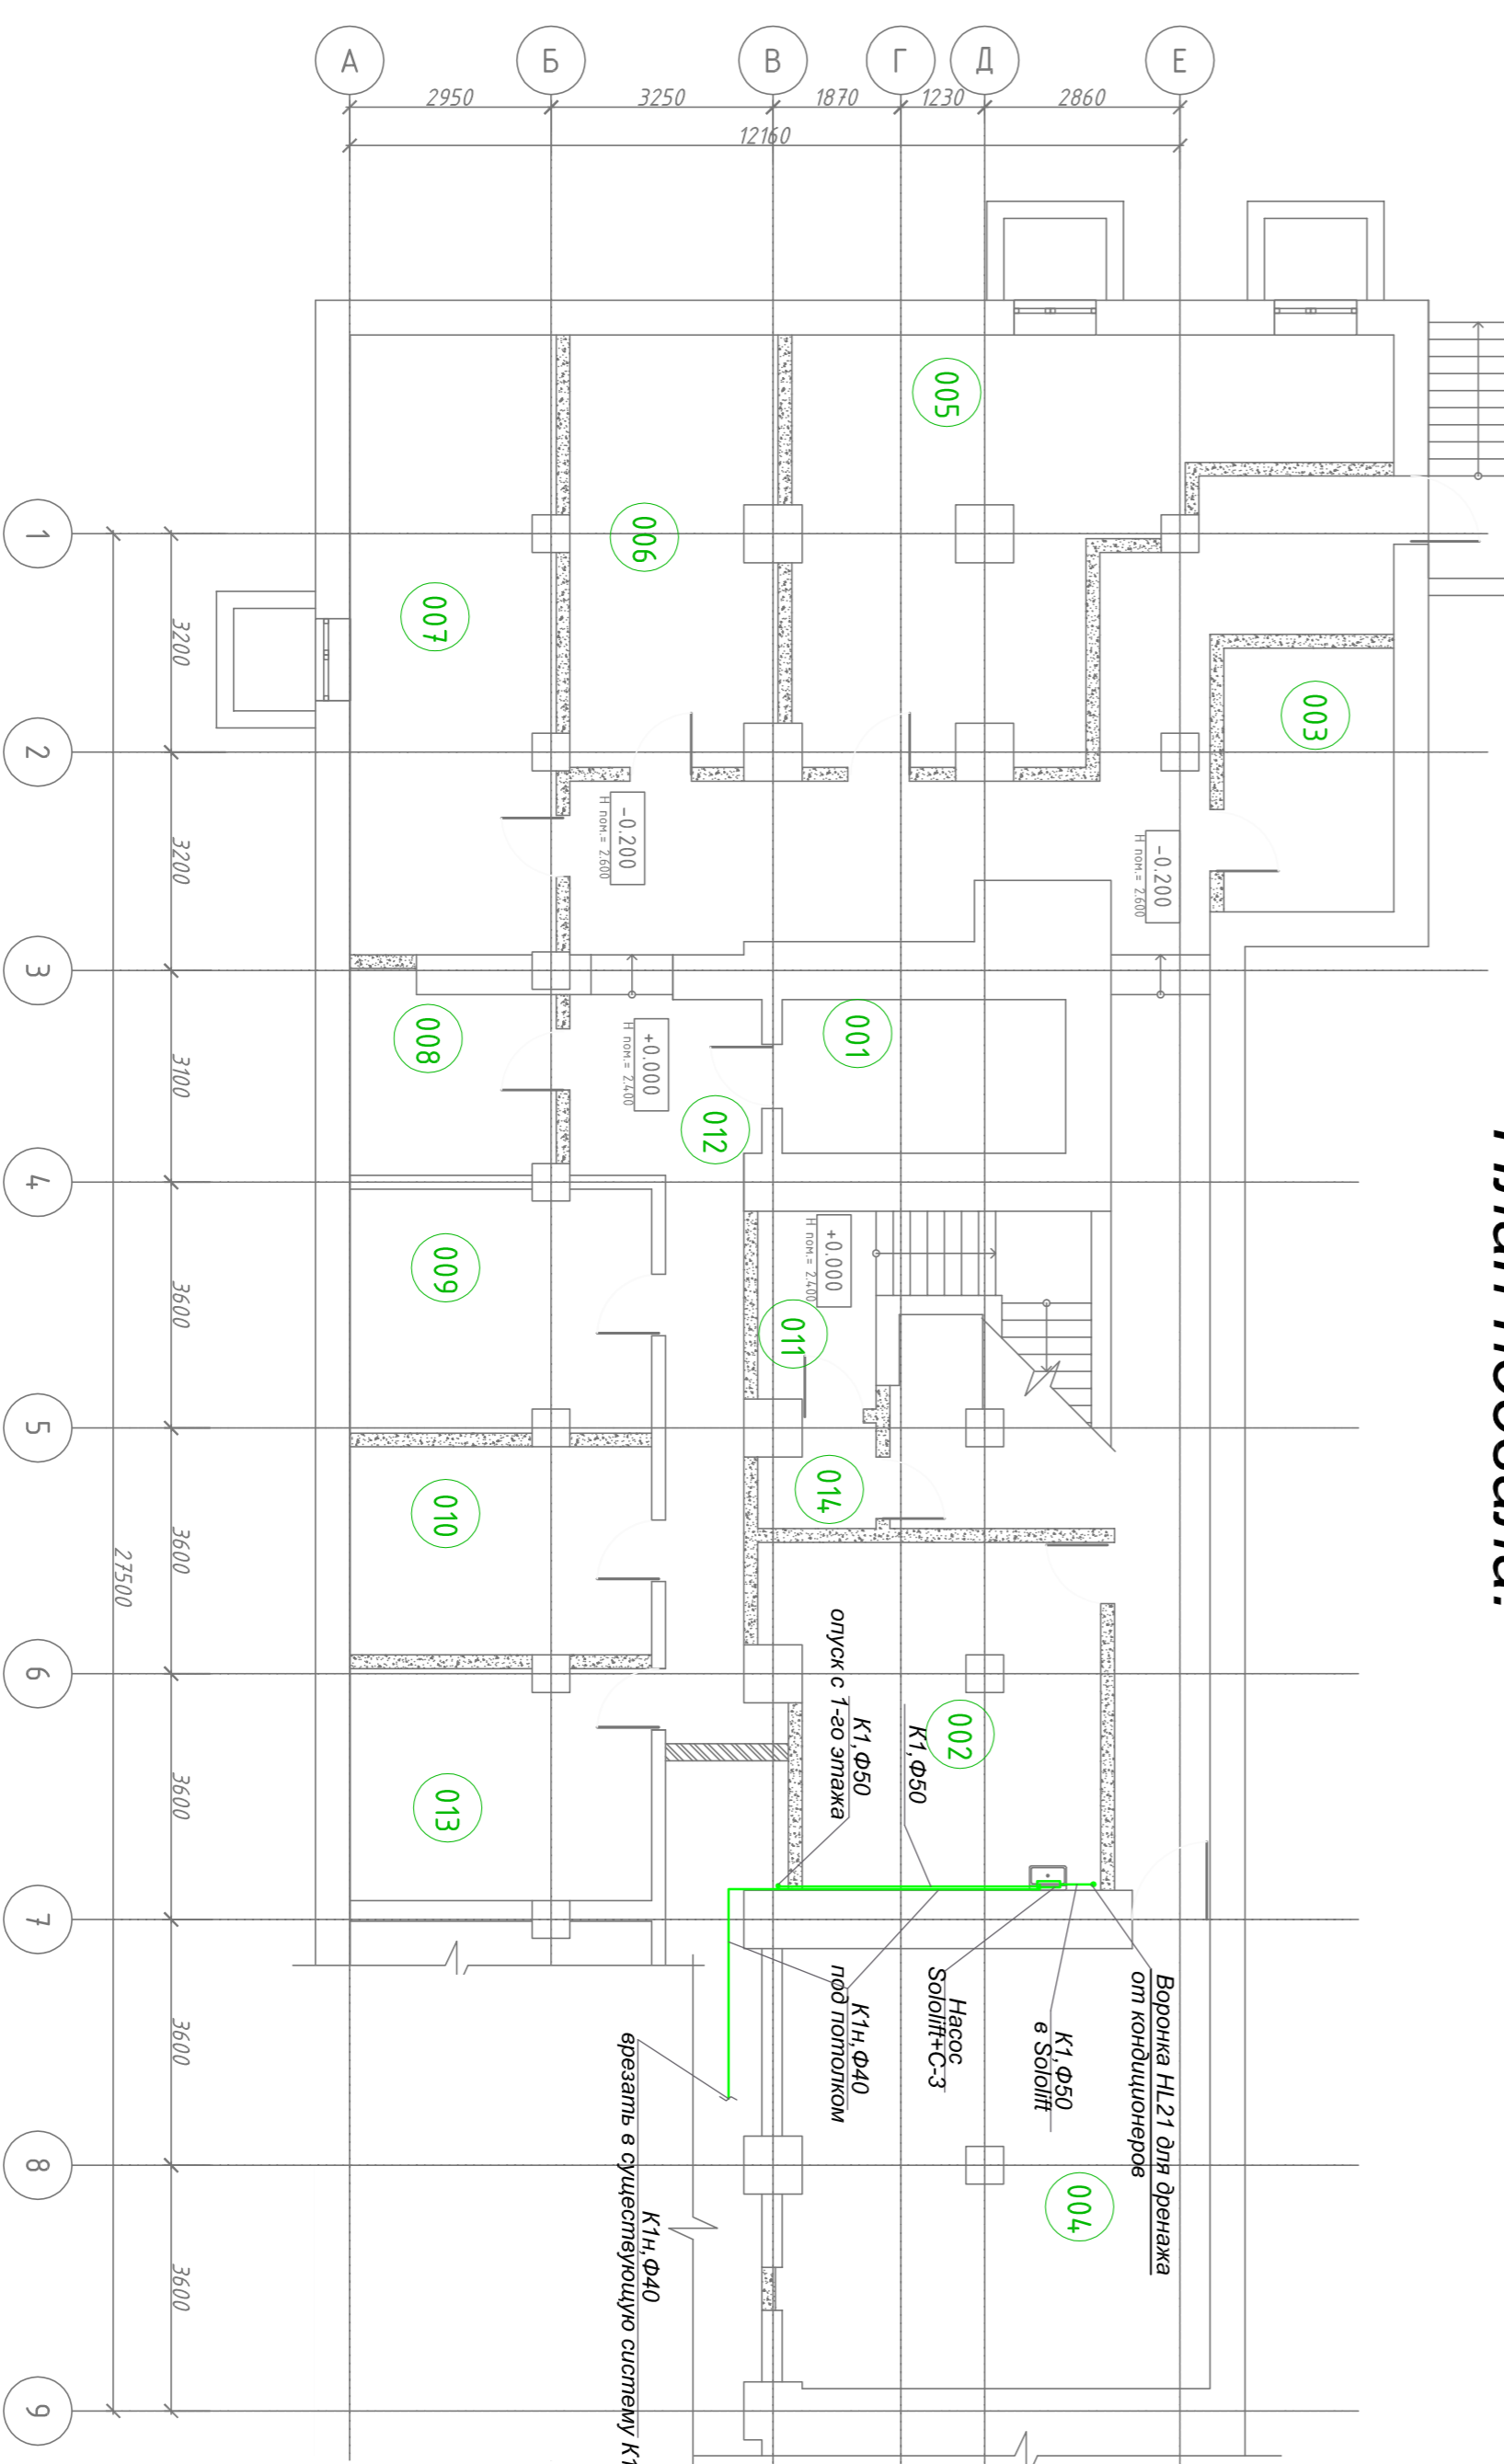 План подвала.
А
Б
В
Г
Д
Е
2950
3250
1870
1230
2860
12160
1
2
3
4
5
6
7
8
9
3200
3200
3100
3600
3600
3600
3600
3600
27500
003
005
006
007
-0.200
Н пом.= 2.600
-0.200
Н пом.= 2.600
001
008
+0.000
Н пом.= 2.400
012
+0.000
Н пом.= 2.400
009
011
014
010
002
013
004
К1,Ф50
К1,Ф50
опуск с 1-го этажа
Воронка HL21 для дренажа
от кондиционеров
К1,Ф50
в Sololift
Насос
Sololift+C-3
К1н,Ф40
под потолком
К1н,Ф40
врезать в существующую систему К1